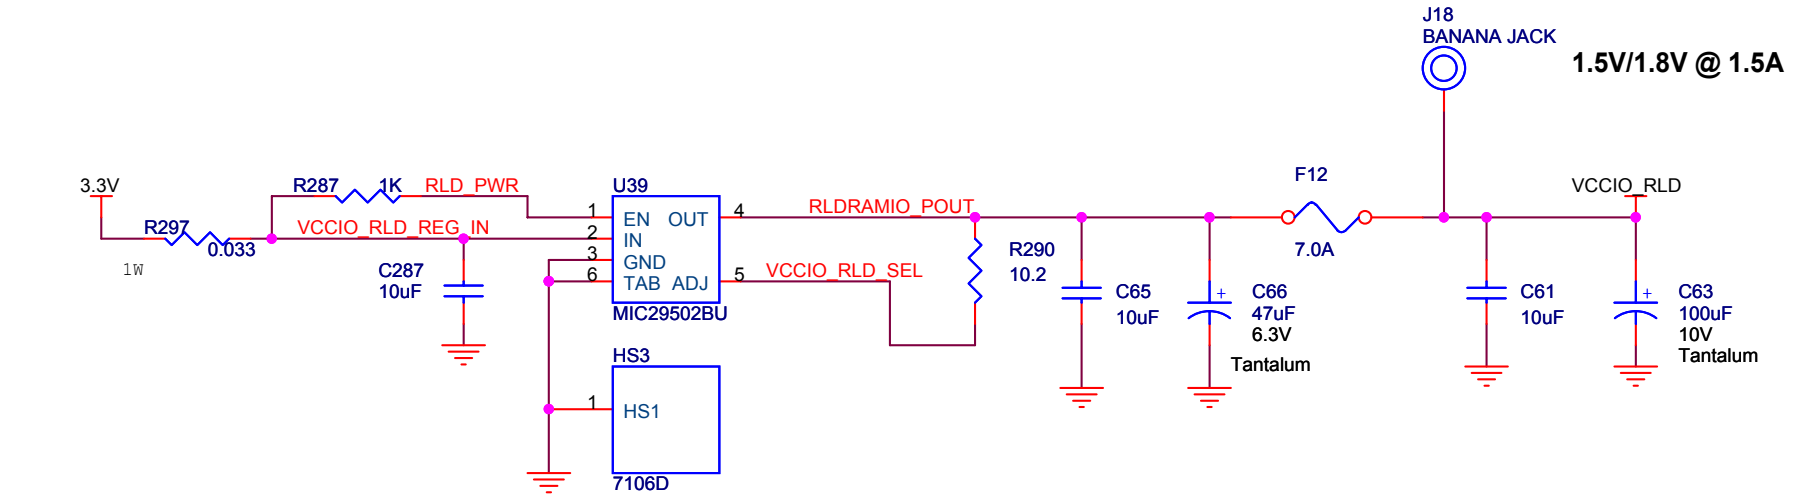 J18
BANANA JACK
1.5V/1.8V @ 1.5A
3.3V
R297
0.033
1W
R287
1K
RLD_PWR
VCCIO_RLD_REG_IN
C287
10uF
U39
1
EN
OUT
4
2
IN
3
GND
6
TAB
ADJ
5
MIC29502BU
HS3
1
HS1
7106D
RLDRAMIO_POUT
VCCIO_RLD_SEL
R290
10.2
C65
10uF
+
C66
47uF
6.3V
Tantalum
F12
7.0A
VCCIO_RLD
C61
10uF
+
C63
100uF
10V
Tantalum